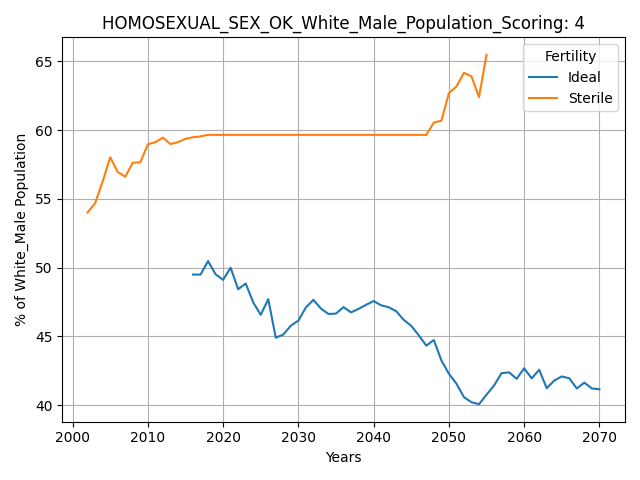 HOMOSEXUAL_SEX_OK_White_Male_Population_Scoring: 4
Fertility
Ideal
Sterile
% of White_Male Population
65
60
55
50
45
40
2000 2010 2020 2030 2040 2050 2060 2070
Years